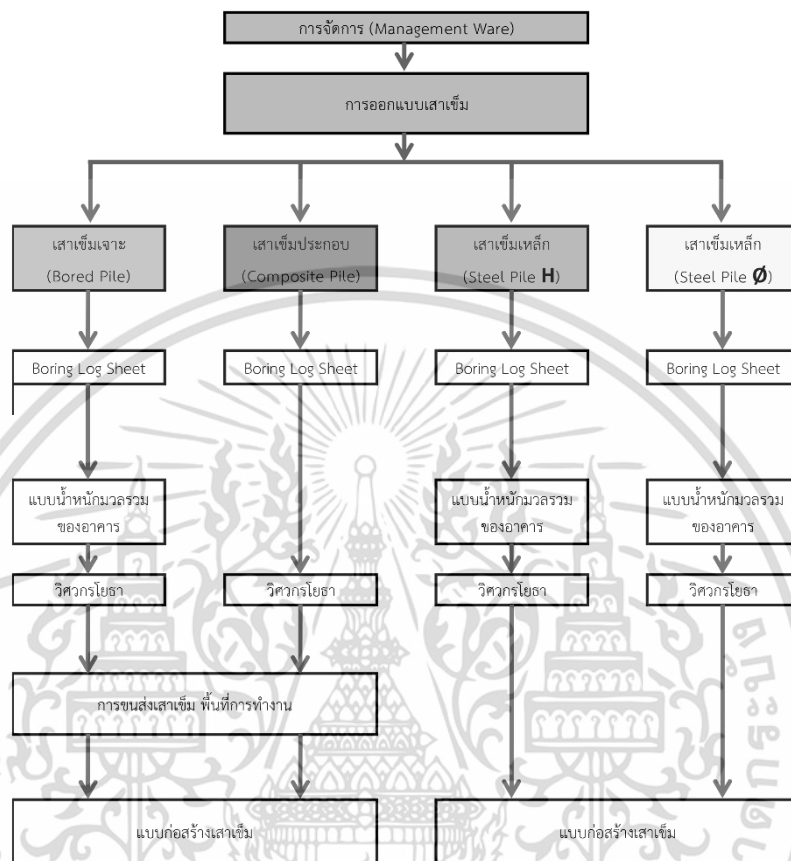 การจัดการ (Management Ware)
การออกแบบเสาเข็ม
เสาเข็มเจาะ
(Bored Pile)
เสาเข็มประกอบ
(Composite Pile)
เสาเข็มเหล็ก
(Steel Pile H)
เสาเข็มเหล็ก
(Steel Pile Ø)
Boring Log Sheet
Boring Log Sheet
Boring Log Sheet
Boring Log Sheet
แบบน้ำหนักมวลรวม
ของอาคาร
แบบน้ำหนักมวลรวม
ของอาคาร
แบบน้ำหนักมวลรวม
ของอาคาร
วิศวกรโยธา
วิศวกรโยธา
วิศวกรโยธา
วิศวกรโยธา
การขนส่งเสาเข็ม พื้นที่การทำงาน
แบบก่อสร้างเสาเข็ม
แบบก่อสร้างเสาเข็ม